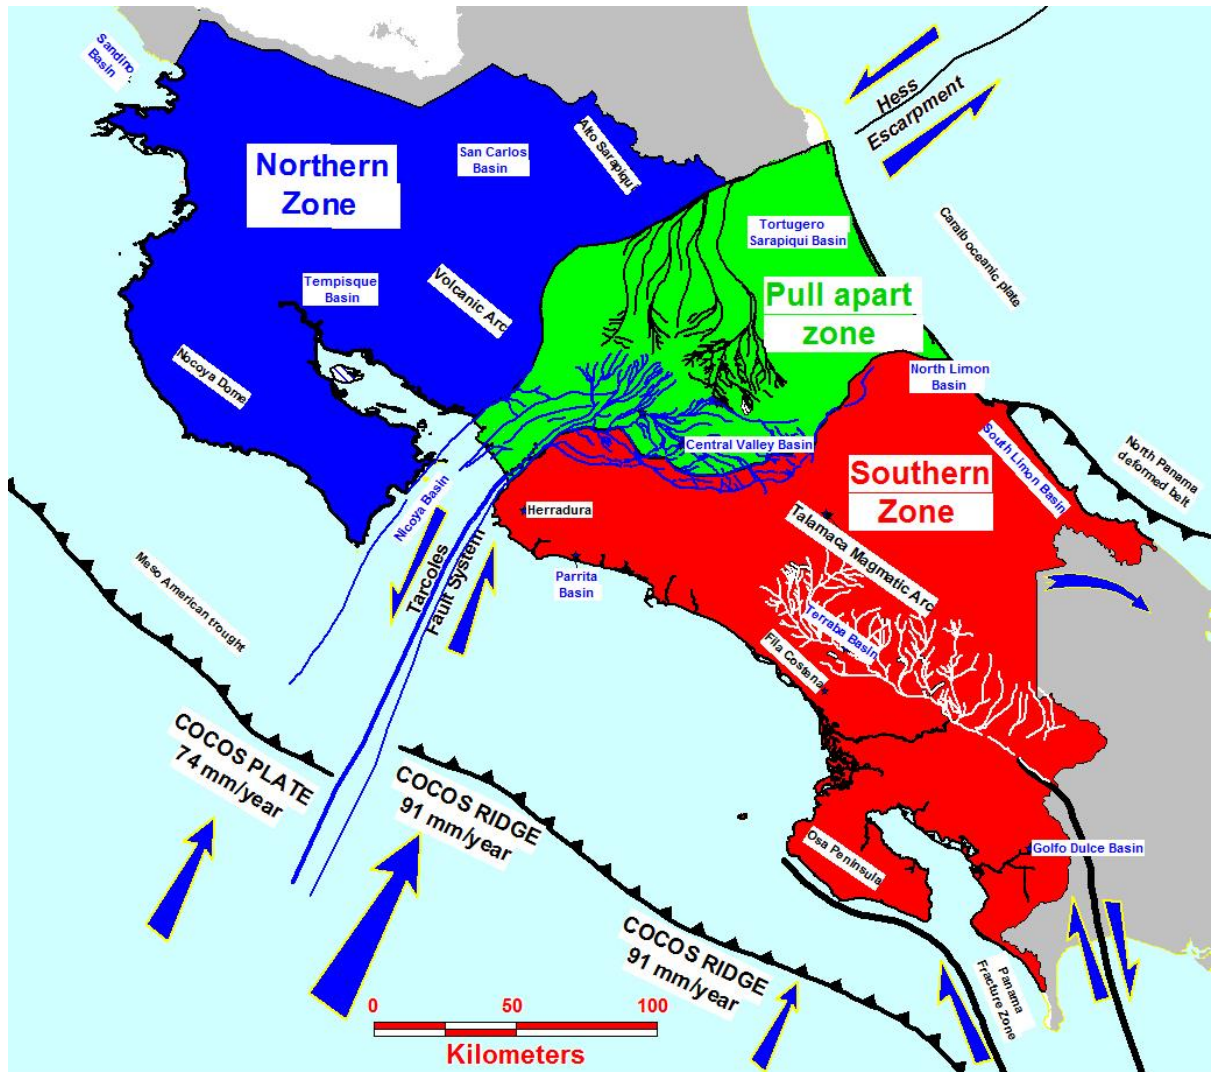 Sandino
Basin
Hess
Escarpment
Northern
Zone
San Carlos
Basin
Alto Sarapiqui
Tortugero
Sarapiqui Basin
Caraib oceanic plate
Tempisque
Basin
Volcanic Arc
Pull apart
zone
Nocoya Dome
North Limon
Basin
Central Valley Basin
South Limon Basin
North Panama
deformed belt
Southern
Zone
Nicoya Basin
Herradura
Talamaca Magmatic Arc
Tarcoles
Fault System
Meso American trought
Parrita
Basin
Terraba Basin
Fila Costena
COCOS PLATE
74 mm/year
COCOS RIDGE
91 mm/year
Osa Peninsula
Golfo Dulce Basin
COCOS RIDGE
91 mm/year
Panama
Fracture Zone
0 50 100
Kilometers